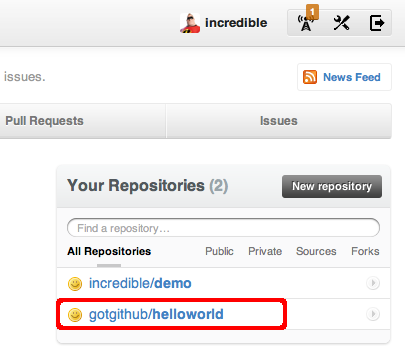 incredible
1
issues.
News Feed
Pull Requests Issues
Your Repositories (2) New repository
Find a repository...
All Repositories Public Private Sources Forks
incredible/demo
gotgithub/helloworld